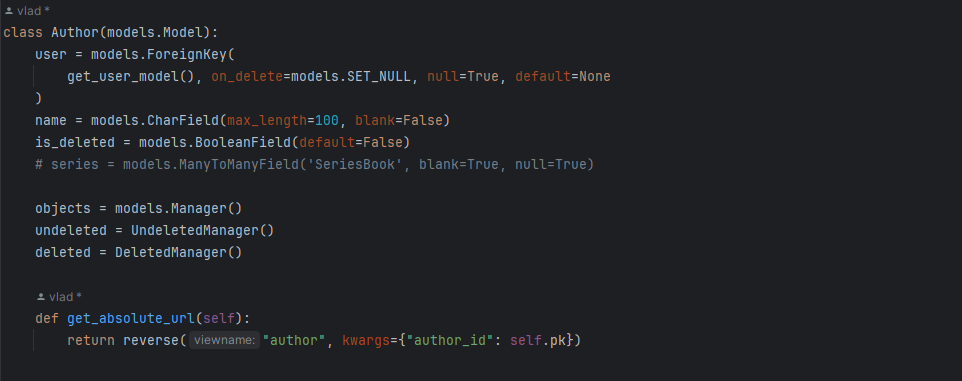 vlad *
class Author(models.Model):
    user = models.ForeignKey(
        get_user_model(), on_delete=models.SET_NULL, null=True, default=None
    )
    name = models.CharField(max_length=100, blank=False)
    is_deleted = models.BooleanField(default=False)
    # series = models.ManyToManyField('SeriesBook', blank=True, null=True)
    objects = models.Manager()
    undeleted = UndeletedManager()
    deleted = DeletedManager()
    vlad *
    def get_absolute_url(self):
        return reverse( viewname: "author", kwargs={"author_id": self.pk})